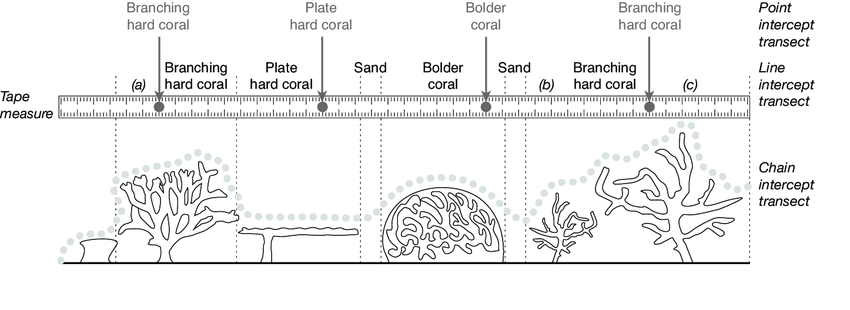 Branching
hard coral
Plate
hard coral
Bolder
coral
Branching
hard coral
Point
intercept
transect
(a)
Branching
hard coral
Plate
hard coral
Sand
Bolder
coral
Sand
(b)
Branching
hard coral
(c)
Line
intercept
transect
Tape
measure
Chain
intercept
transect